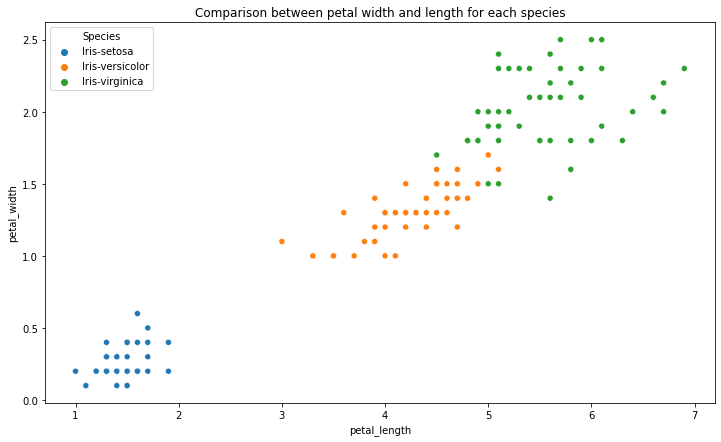 Comparison between petal width and length for each species
Species
Iris-setosa
Iris-versicolor
Iris-virginica
petal_width
2.5
2.0
1.5
1.0
0.5
0.0
1 2 3 4 5 6 7
petal_length